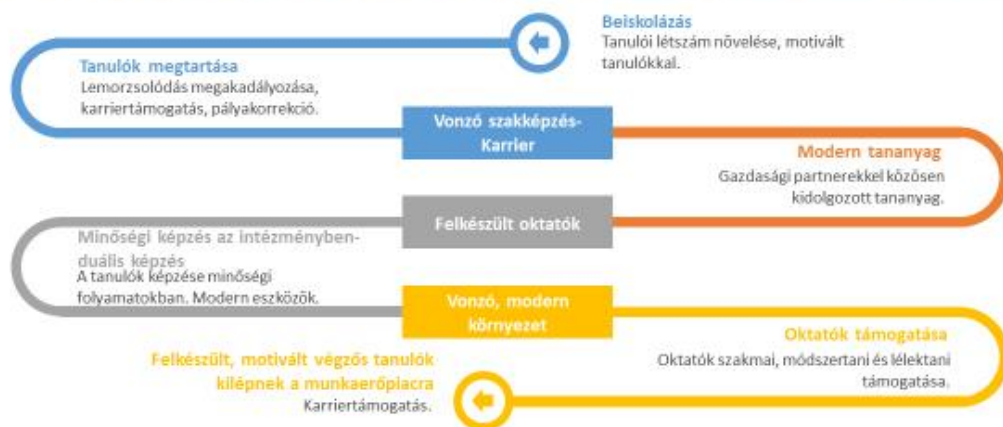 Beiskolázás
Tanulói létszám növelése, motivált
tanulókkal.
Tanulók megtartása
Lemorzsolódás megakadályozása,
karriertámogatás, pályakorrekció.
Vonzó szakképzés-
Karrier
Modern tananyag
Gazdasági partnerekkel közösen
kidolgozott tananyag.
Felkészült oktatók
Minőségi képzés az intézményben-
duális képzés
A tanulók képzése minőségi
folyamatokban. Modern eszközök.
Vonzó, modern
környezet
Oktatók támogatása
Oktatók szakmai, módszertani és lélektani
támogatása.
Felkészült, motivált végzős tanulók
kilépnek a munkaerőpiacra
Karriertámogatás.